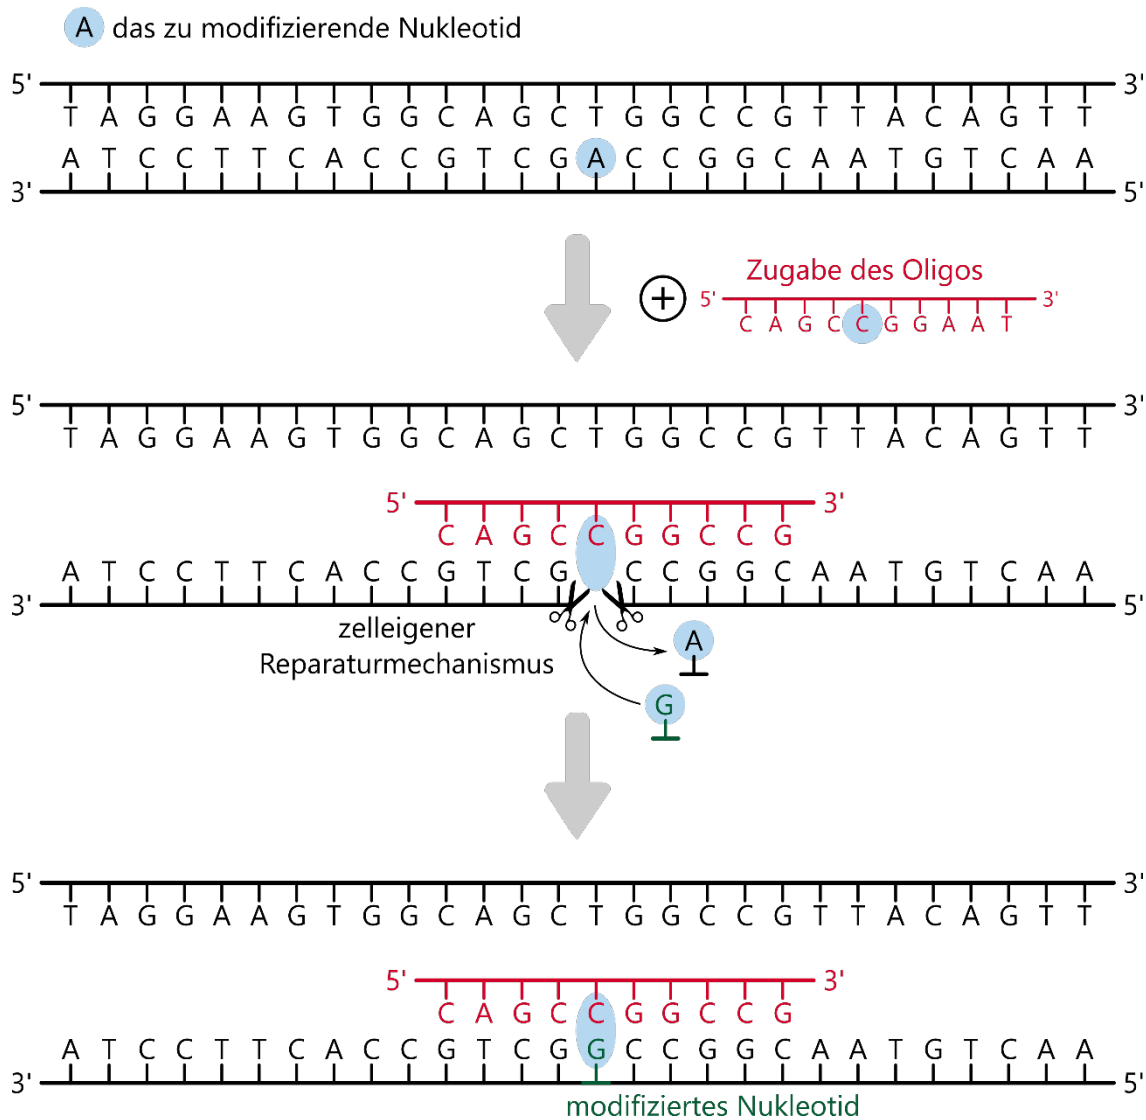 A das zu modifizierende Nukleotid
5' 3'
T A G G A A G T G G C A G C T G G C C G T T A C A G T T
A T C C T T C A C C G T C G A C C G G C A A T G T C A A
3' 5'
Zugabe des Oligos
+ 5' 3'
C A G C C G G A A T
5' 3'
T A G G A A G T G G C A G C T G G C C G T T A C A G T T
5' 3'
C A G C C G G C C G
A T C C T T C A C C G T C G C C G G C A A T G T C A A
3' 5'
zelleigener
Reparaturmechanismus
A
G
5' 3'
T A G G A A G T G G C A G C T G G C C G T T A C A G T T
5' 3'
C A G C C G G C C G
A T C C T T C A C C G T C G G C C G G C A A T G T C A A
3' 5'
modifiziertes Nukleotid